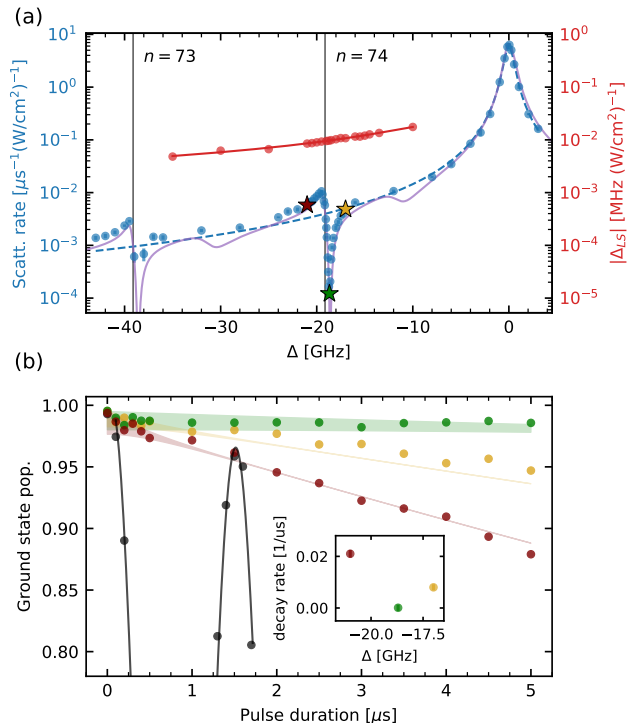 (a)
n = 73
n = 74
Scatt. rate [μs⁻¹(W/cm²)⁻¹)
10¹
10⁰
10⁻¹
10⁻²
10⁻³
10⁻⁴
10⁰
10⁻¹
10⁻²
10⁻³
10⁻⁴
10⁻⁵
|Δ_LS| [MHz (W/cm²)⁻¹)
−40 −30 −20 −10 0
Δ [GHz]
(b)
Ground state pop.
1.00
0.95
0.90
0.85
0.80
decay rate [1/us]
0.02
0.00
−20.0 −17.5
Δ [GHz]
0 1 2 3 4 5
Pulse duration [μs]